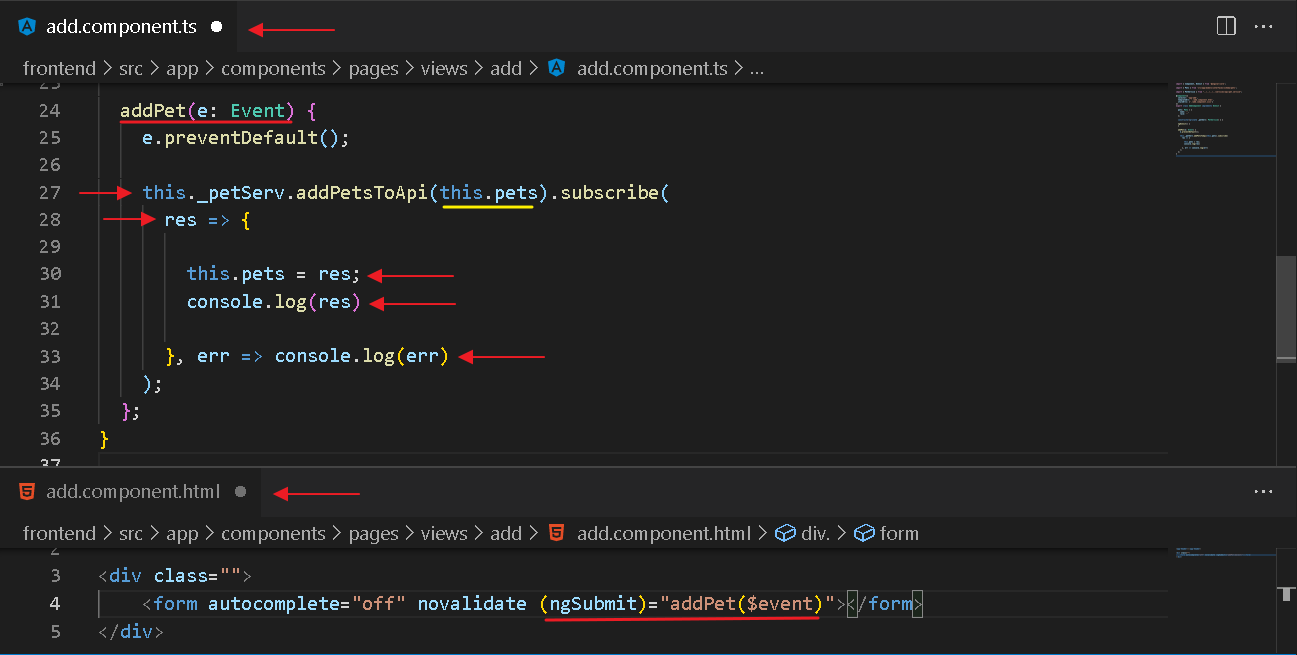 add.component.ts
frontend > src > app > components > pages > views > add > add.component.ts > ...
23
24 addPet(e: Event) {
25 e.preventDefault();
26
27 this._petServ.addPetsToApi(this.pets).subscribe(
28 res => {
29
30 this.pets = res;
31 console.log(res)
32
33 }, err => console.log(err)
34 );
35 };
36 }
37
add.component.html
frontend > src > app > components > pages > views > add > add.component.html > div. > form
2
3 <div class="">
4 <form autocomplete="off" novalidate (ngSubmit)="addPet($event)"></form>
5 </div>